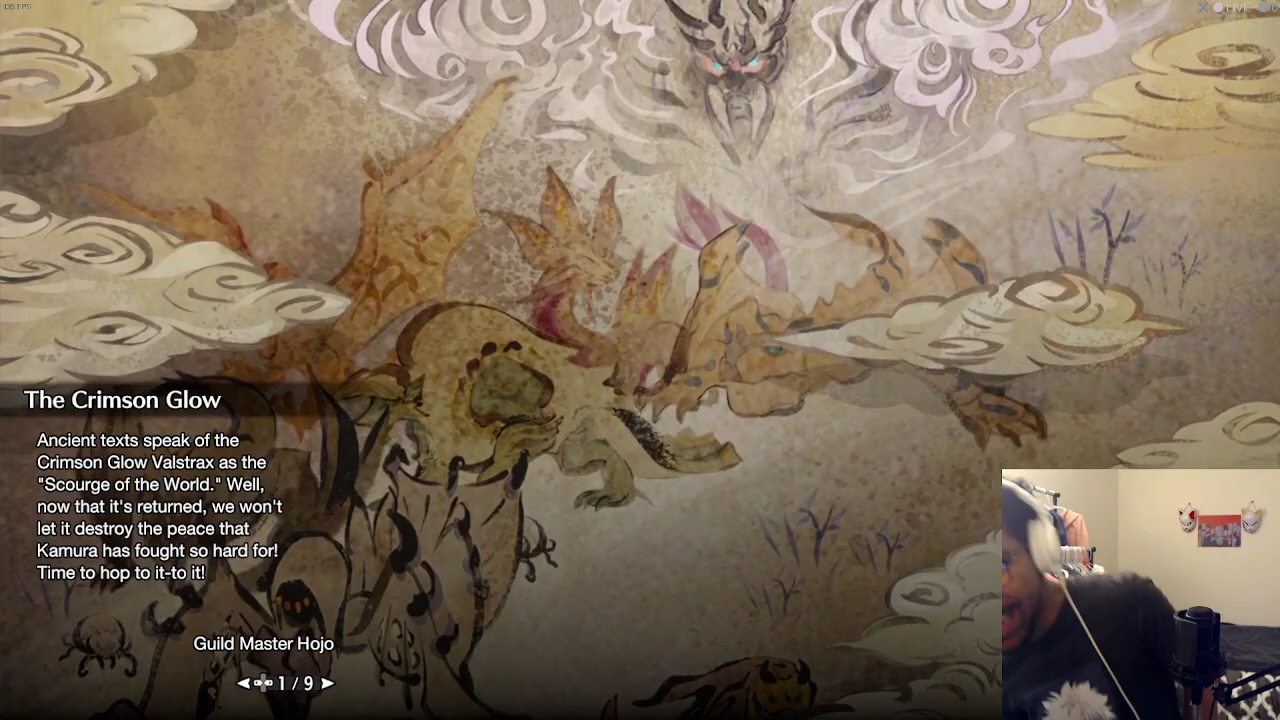 LIVE
The Crimson Glow
Ancient texts speak of the
Crimson Glow Valstrax as the
"Scourge of the World." Well,
now that it's returned, we won't
let it destroy the peace that
Kamura has fought so hard for!
Time to hop to it-to it!
Guild Master Hojo
1 / 9